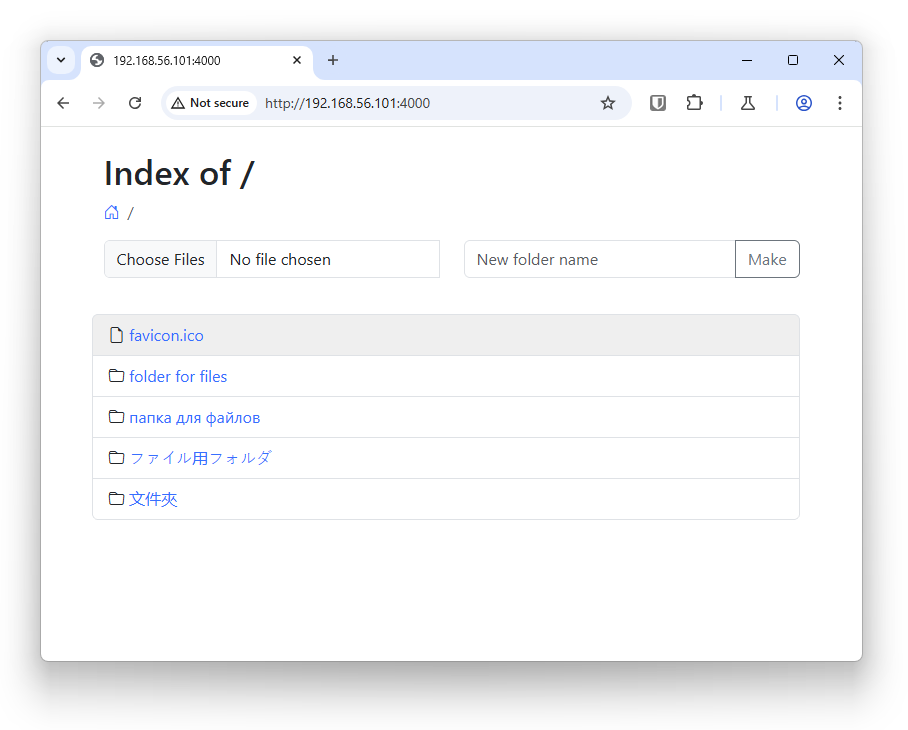 192.168.56.101:4000
Not secure http://192.168.56.101:4000
Index of /
/
Choose Files No file chosen New folder name Make
favicon.ico
folder for files
папка для файлов
ファイル用フォルダ
文件夾